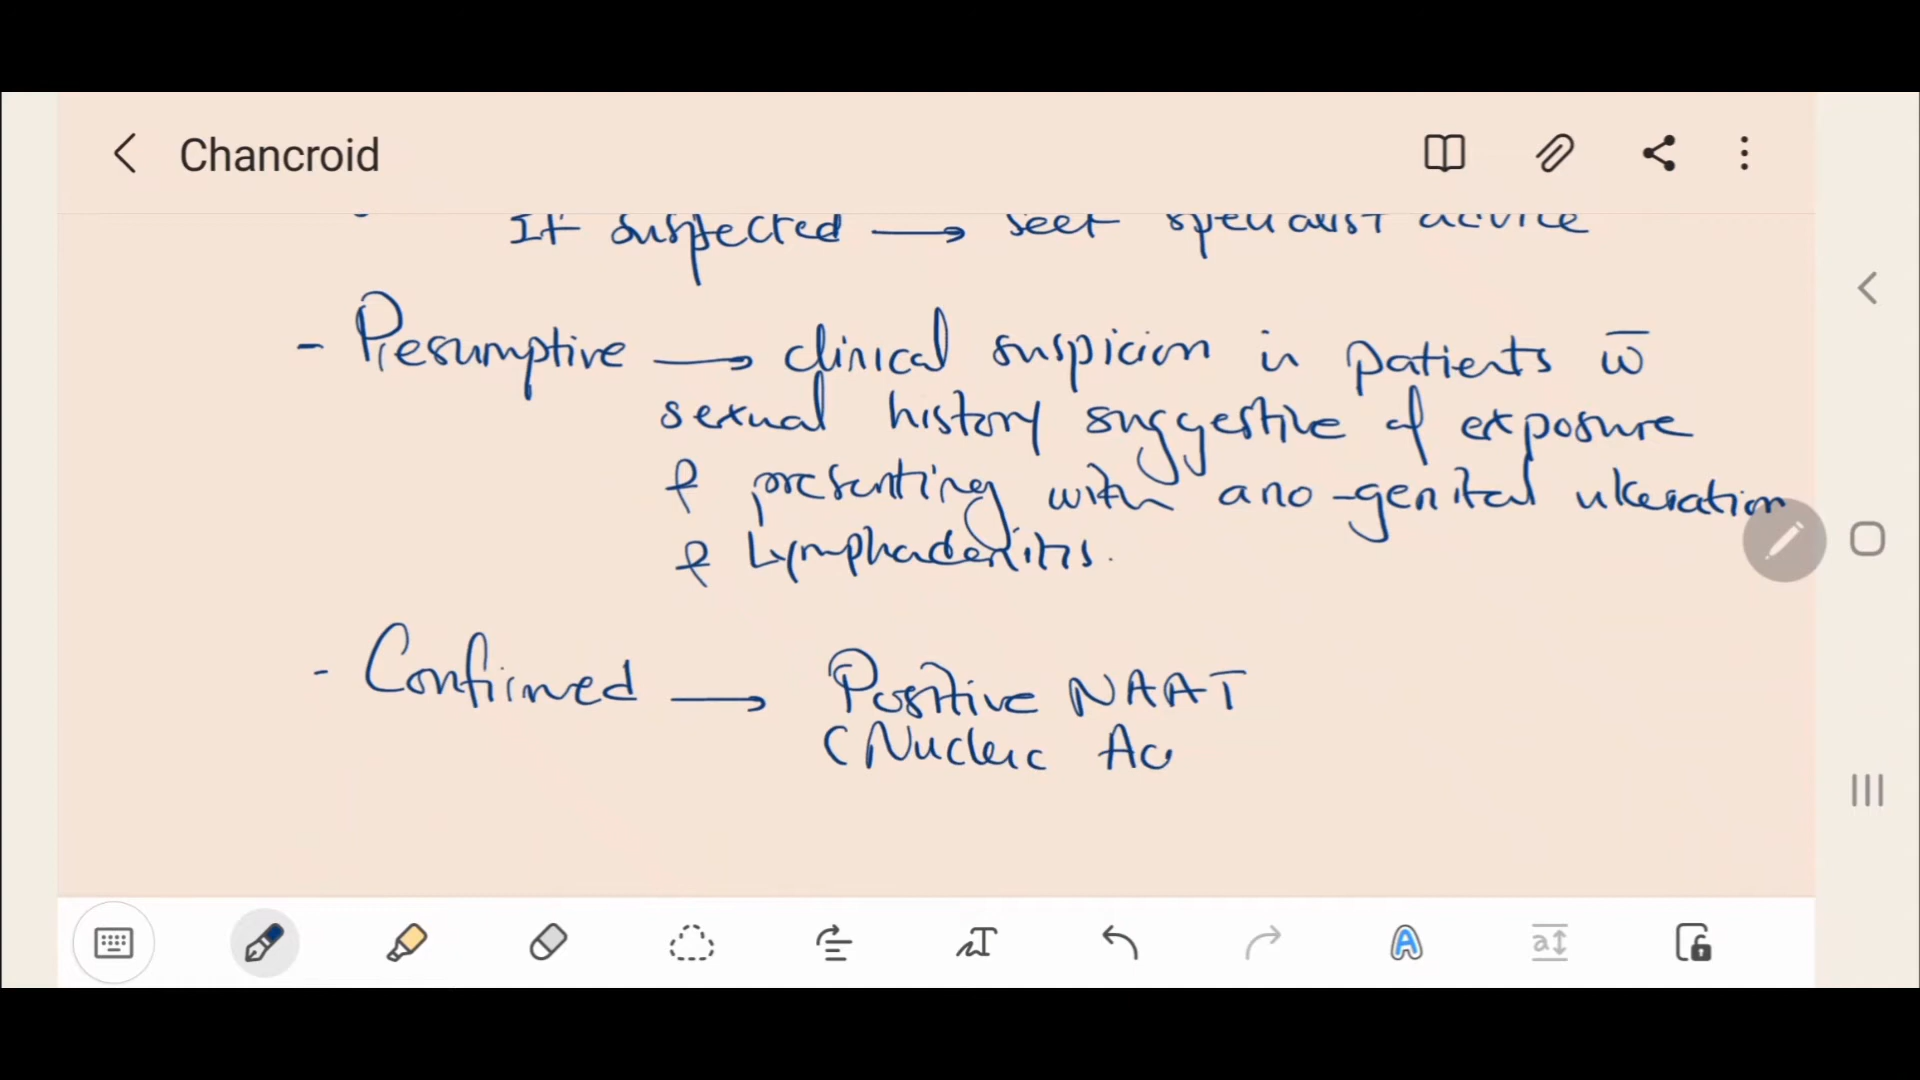 Chancroid
If suspected → seek specialist advice
- Presumptive → clinical suspicion in patients w̄
sexual history suggestive of exposure
& presenting with ano-genital ulceration
& Lymphadenitis.
- Confirmed → Positive NAAT
(Nucleic Ac